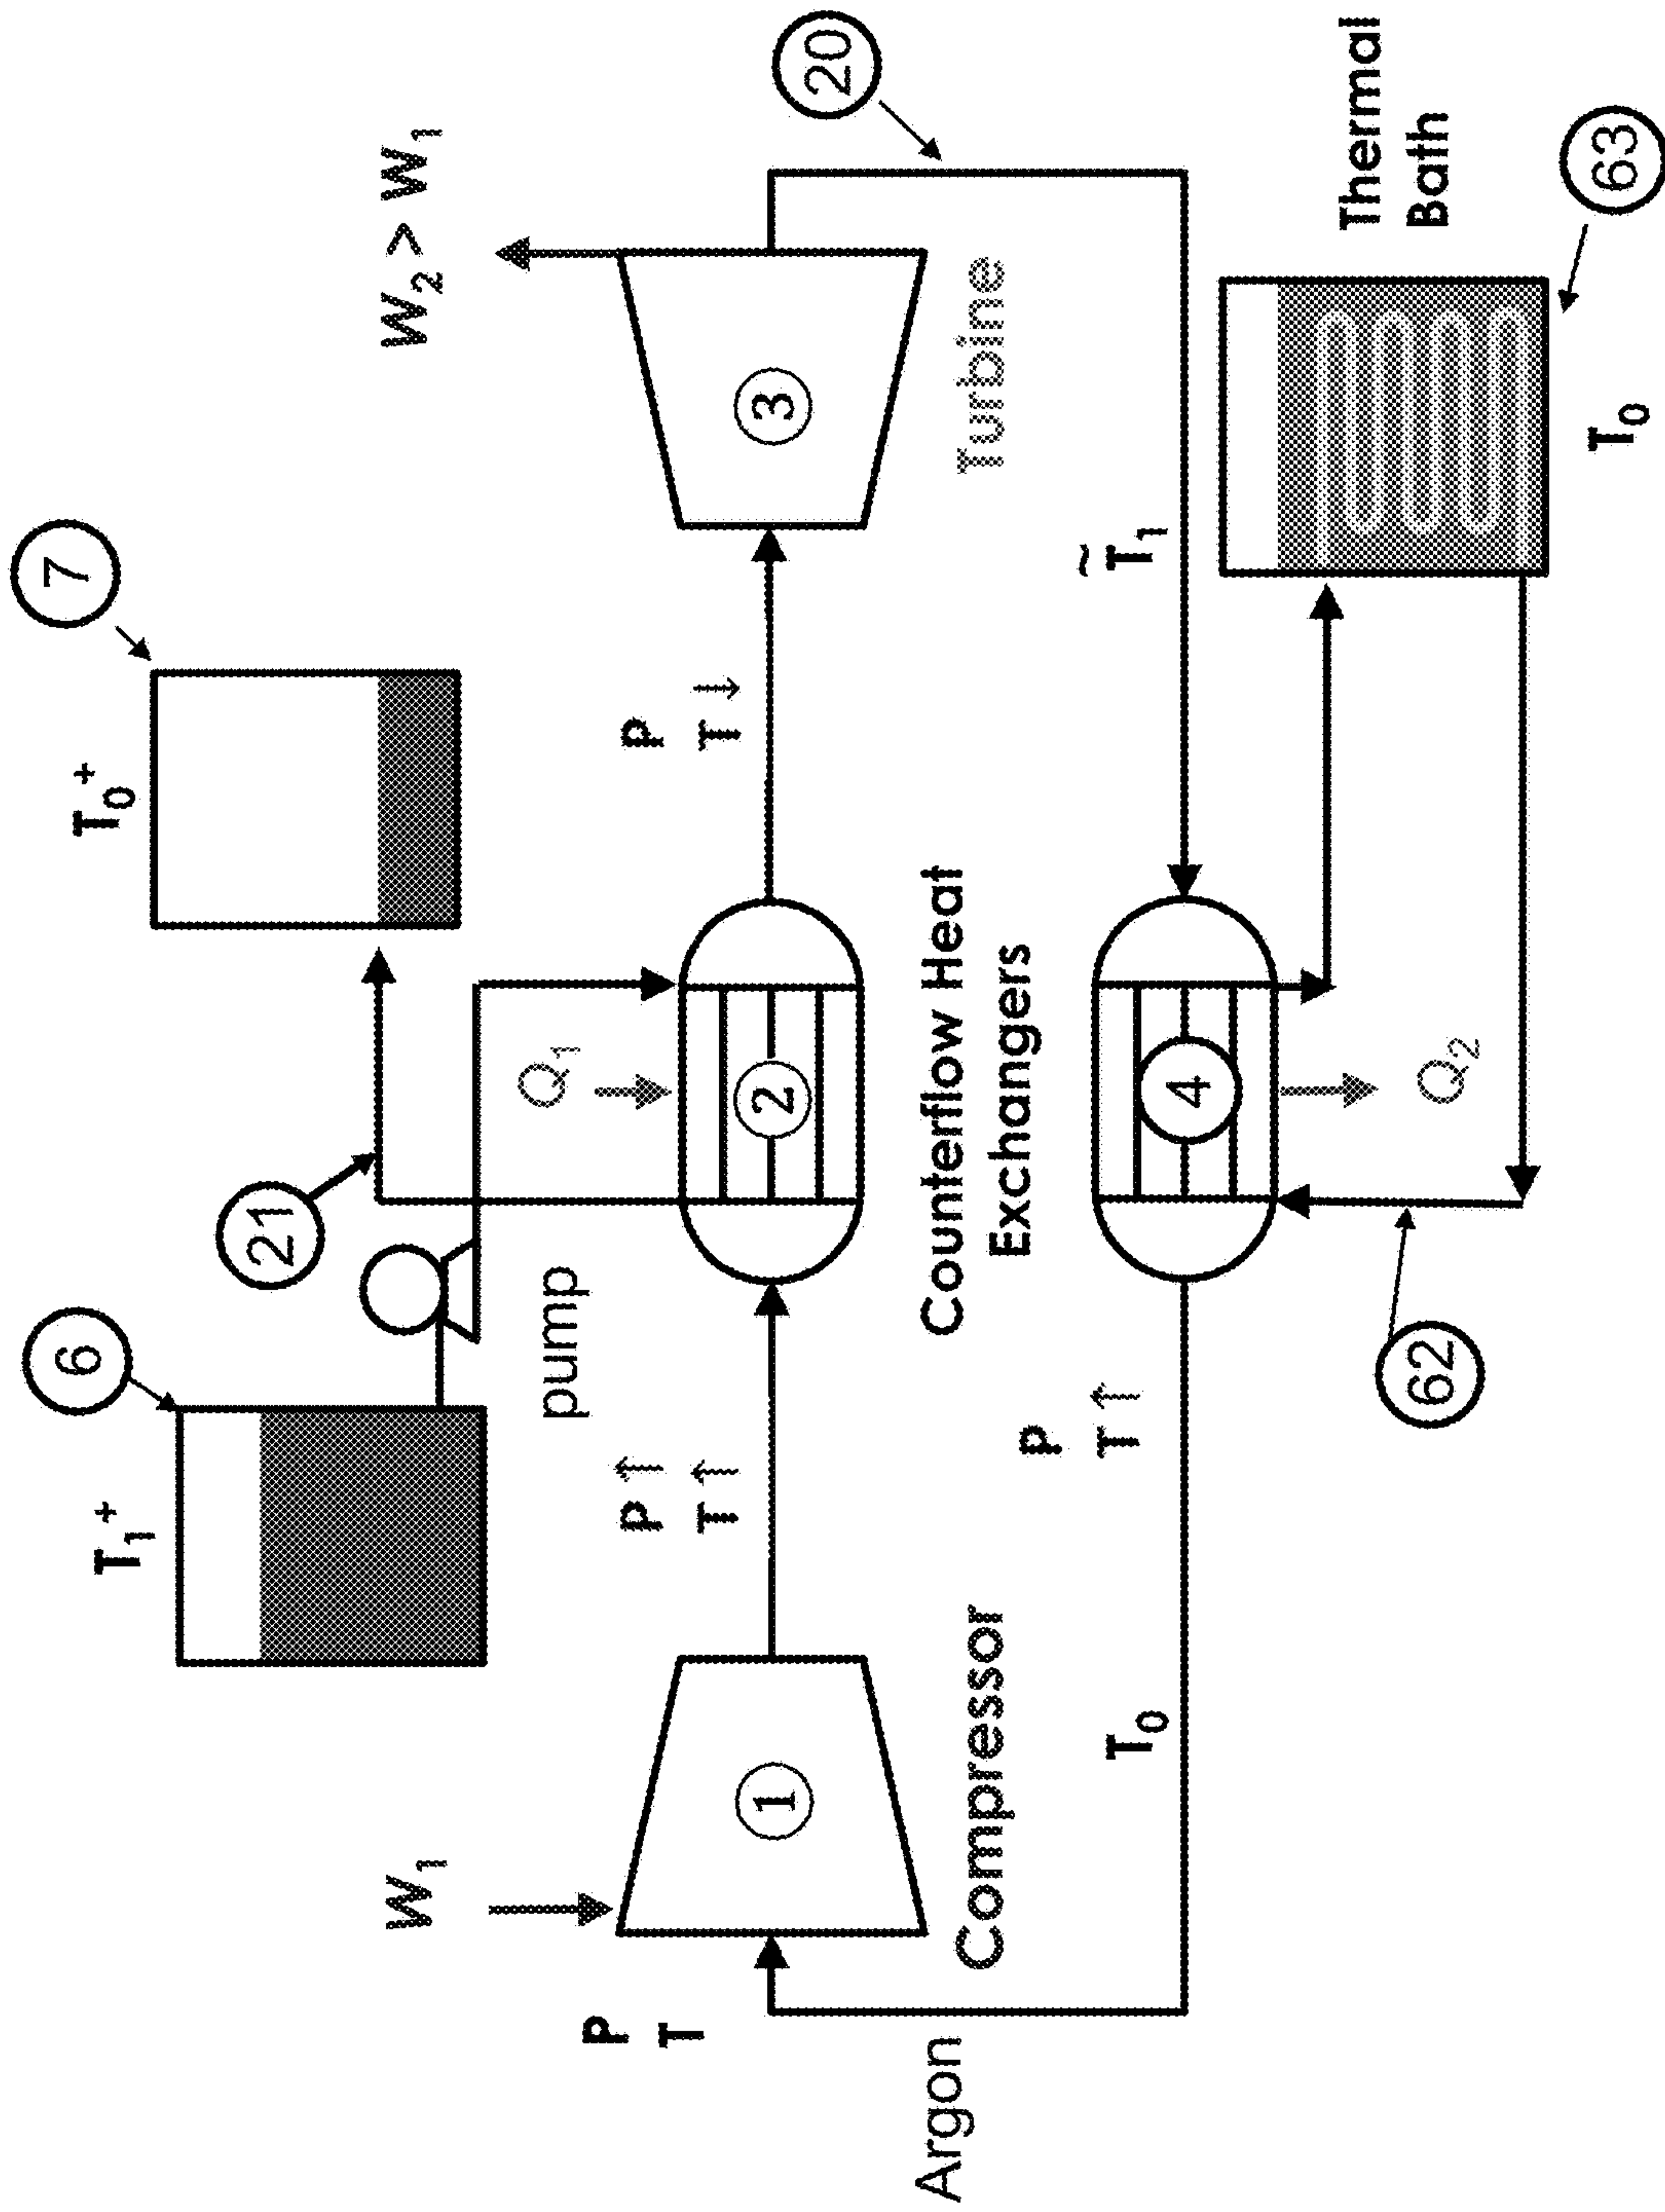 6
7
T₁⁺
T₀⁺
21
W₁
W₂ > W₁
pump
Q₁
20
P
T
P↑
T↑
P
T↓
1
2
3
Argon
Compressor
Counterflow Heat
Exchangers
Turbine
T₀
P
T↑
T̃₁
4
62
Q₂
Thermal
Bath
T₀
63